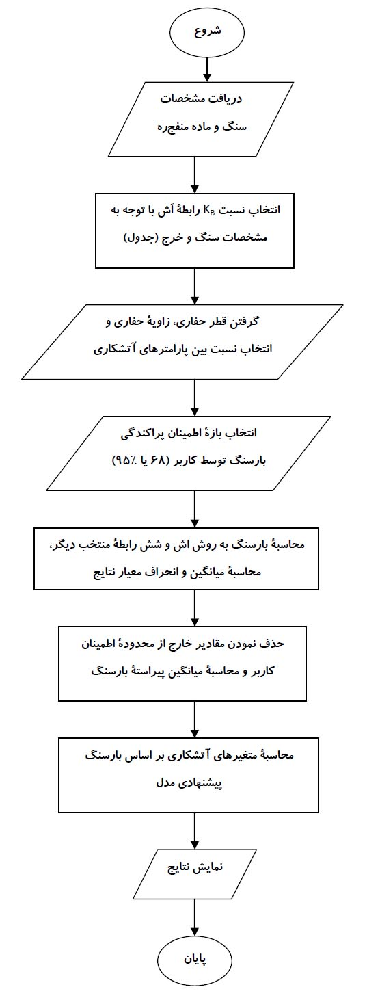 شروع
دریافت مشخصات
سنگ و ماده منفجره
انتخاب نسبت KB رابطهٔ اَش با توجه به
مشخصات سنگ و خرج (جدول)
گرفتن قطر حفاری، زاویهٔ حفاری و
انتخاب نسبت بین پارامترهای آتشکاری
انتخاب بازهٔ اطمینان پراکندگی
بارسنگ توسط کاربر (۶۸ یا ۹۵٪)
محاسبهٔ بارسنگ به روش اش و شش رابطهٔ منتخب دیگر،
محاسبهٔ میانگین و انحراف معیار نتایج
حذف نمودن مقادیر خارج از محدودهٔ اطمینان
کاربر و محاسبهٔ میانگین پیراستهٔ بارسنگ
محاسبهٔ متغیرهای آتشکاری بر اساس بارسنگ
پیشنهادی مدل
نمایش نتایج
پایان